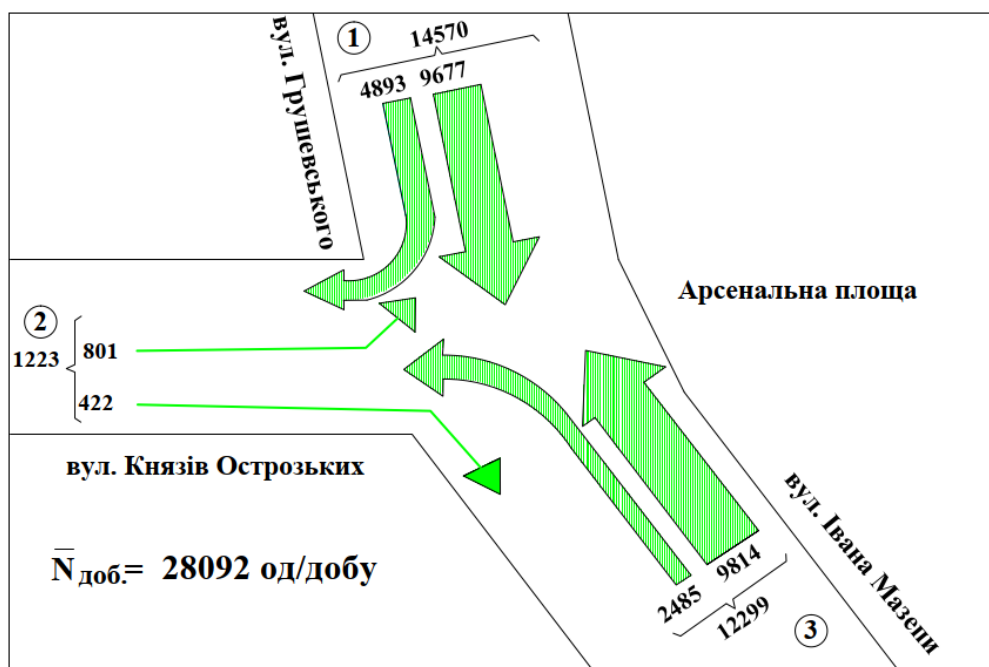 1
14570
4893 9677
вул. Грушевського
Арсенальна площа
2
1223
801
422
вул. Князів Острозьких
вул. Івана Мазепи
N̅доб.= 28092 од/добу
2485 9814
12299
3